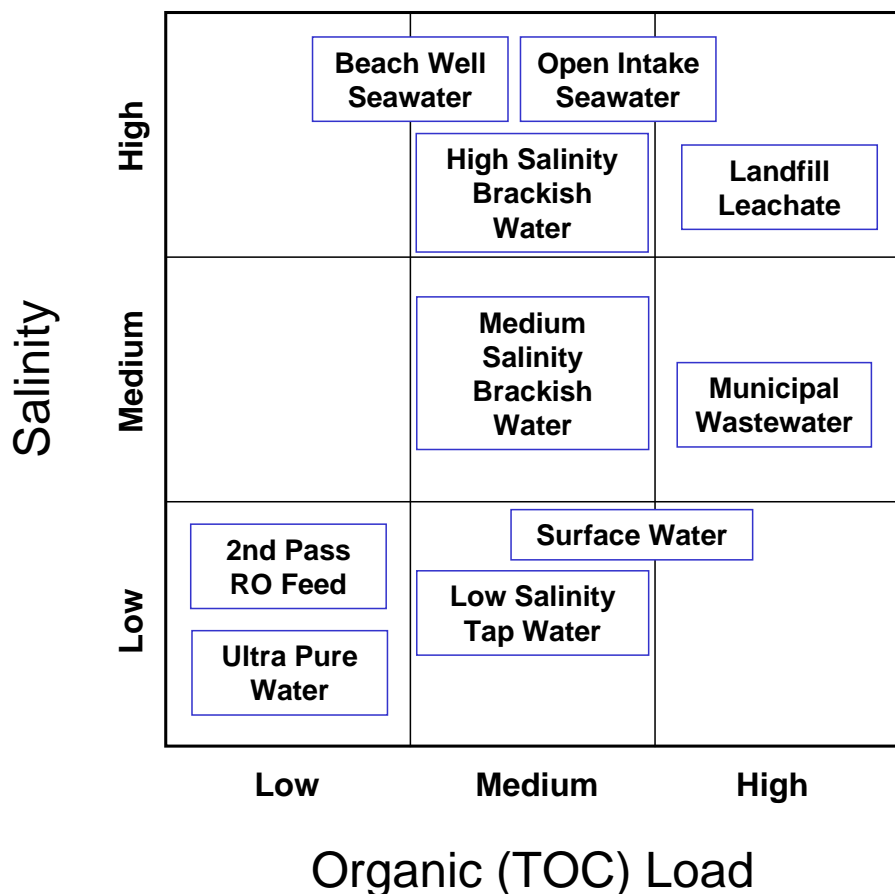 Beach Well
Seawater
Open Intake
Seawater
High Salinity
Brackish
Water
Landfill
Leachate
High
Medium
Salinity
Brackish
Water
Municipal
Wastewater
Medium
Salinity
Surface Water
2nd Pass
RO Feed
Low Salinity
Tap Water
Ultra Pure
Water
Low
Low
Medium
High
Organic (TOC) Load